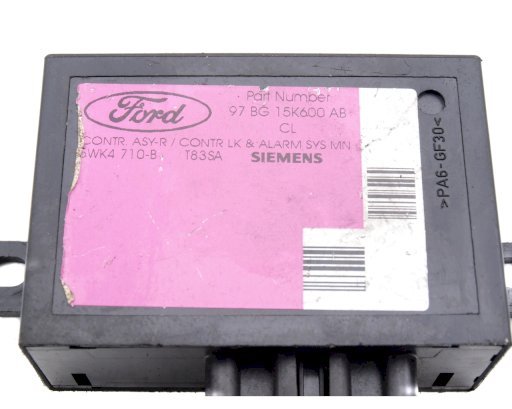 Ford
Part Number
97 BG 15K600 AB
CL
CONTR. ASY-R / CONTR LK & ALARM SYS MN
5WK4 710-B T83SA SIEMENS
>PA6-GF30<